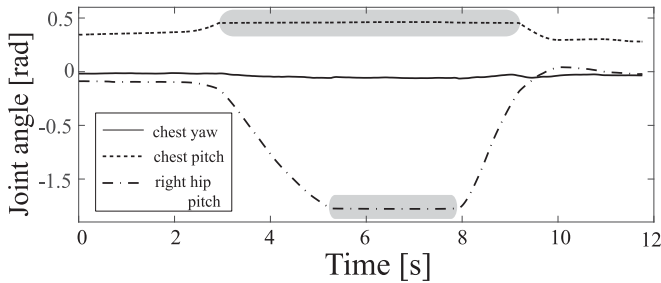 0.5
0
-0.5
-1.5
Joint angle [rad]
chest yaw
chest pitch
right hip
pitch
0 2 4 6 8 10 12
Time [s]